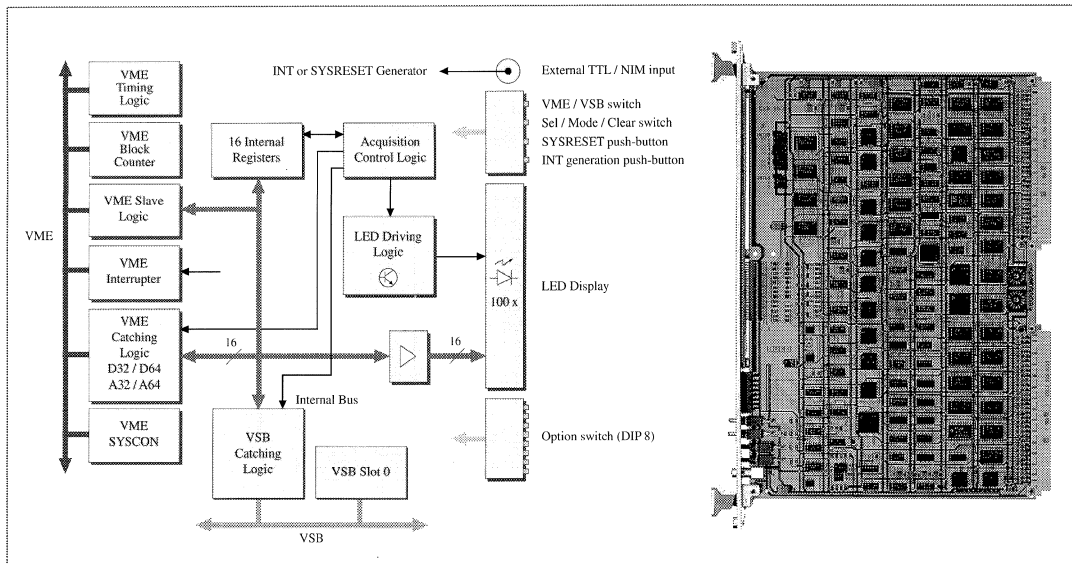 INT or SYSRESET Generator
External TTL / NIM input
VME
Timing
Logic
VME / VSB switch
Sel / Mode / Clear switch
SYSRESET push-button
INT generation push-button
16 Internal
Registers
Acquisition
Control Logic
VME
Block
Counter
VME Slave
Logic
VME
LED Driving
Logic
VME
Interrupter
100 x
LED Display
VME
Catching
Logic
D32 / D64
A32 / A64
16
16
Internal Bus
VME
SYSCON
VSB
Catching
Logic
VSB Slot 0
Option switch (DIP 8)
VSB